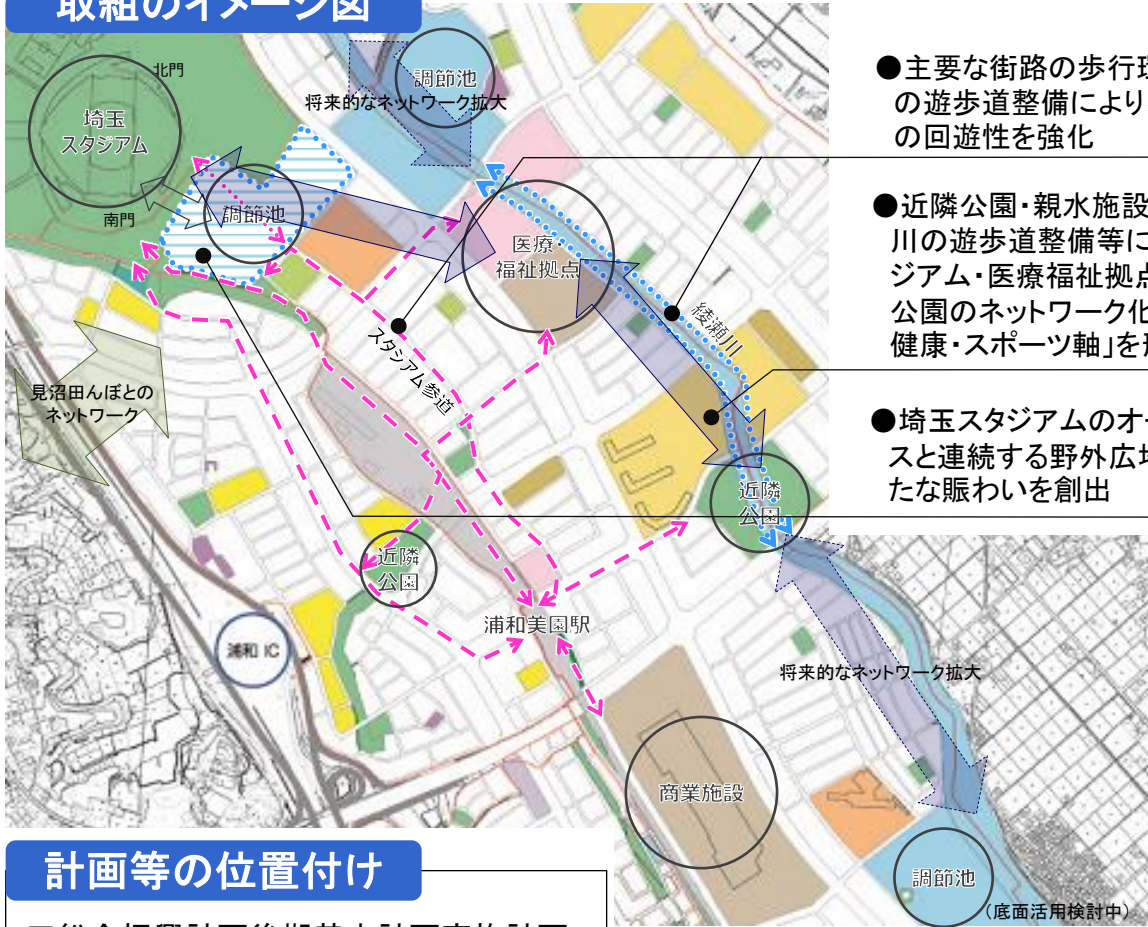 取組のイメージ図
北門
埼玉
スタジアム
南門
調節池
将来的なネットワーク拡大
調節池
医療・
福祉拠点
綾瀬川
スタジアム参道
見沼田んぼとの
ネットワーク
近隣
公園
近隣
公園
浦和美園駅
浦和 IC
将来的なネットワーク拡大
商業施設
調節池
(底面活用検討中)
●主要な街路の歩行
の遊歩道整備により
の回遊性を強化
●近隣公園・親水施設
川の遊歩道整備等に
ジアム・医療福祉拠点
公園のネットワーク化
健康・スポーツ軸」を
●埼玉スタジアムのオー
スと連続する野外広場
たな賑わいを創出
計画等の位置付け